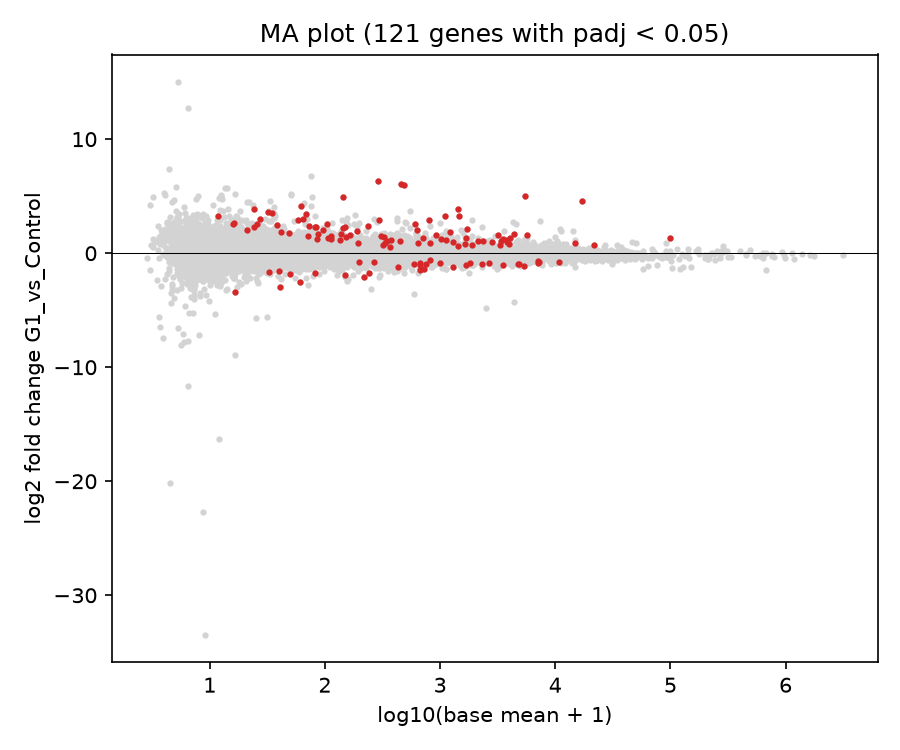 MA plot (121 genes with padj < 0.05)
log2 fold change G1_vs_Control
10
0
−10
−20
−30
1 2 3 4 5 6
log10(base mean + 1)